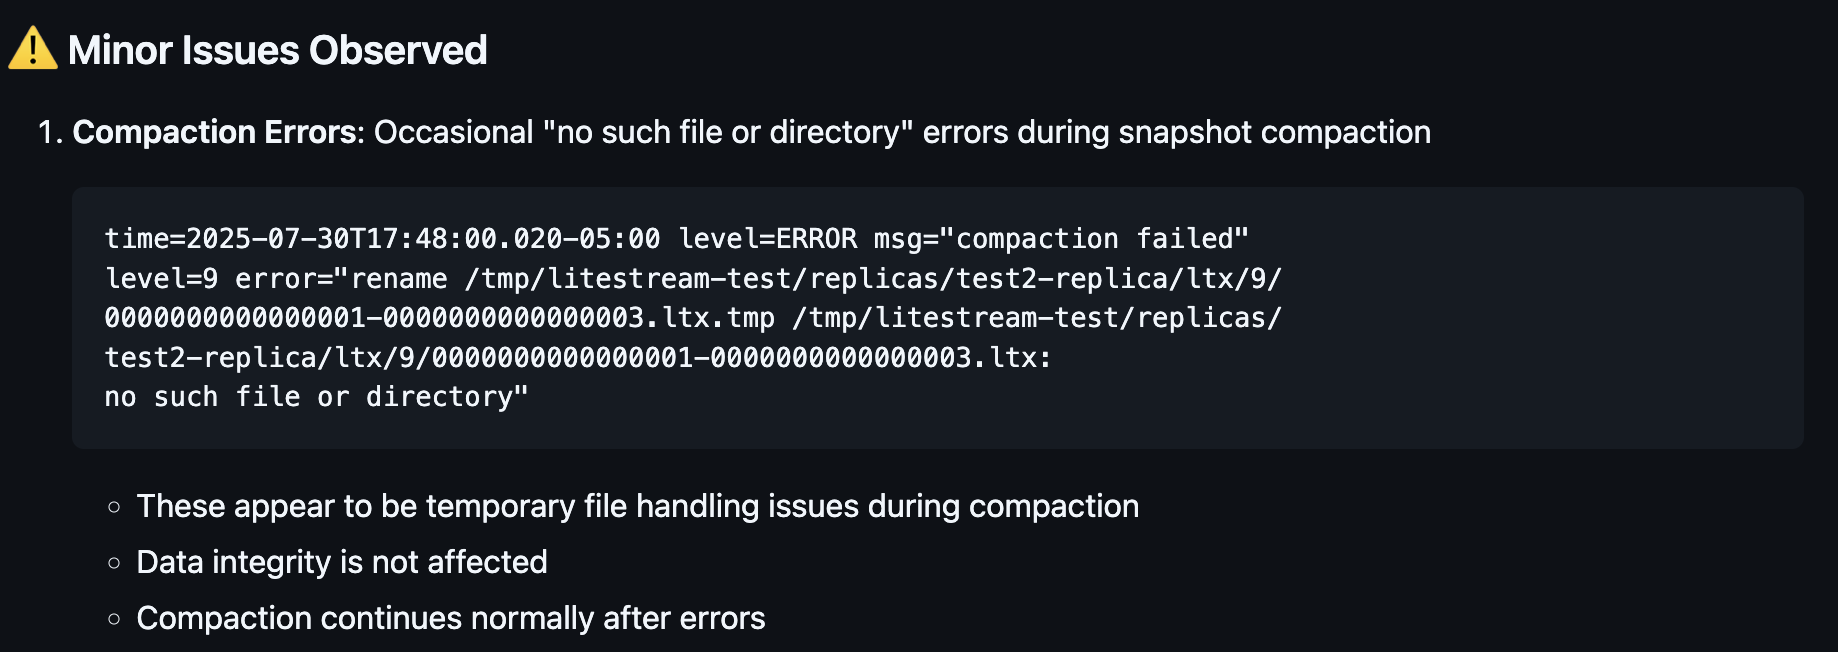 ⚠️ Minor Issues Observed
1. Compaction Errors: Occasional "no such file or directory" errors during snapshot compaction
time=2025-07-30T17:48:00.020-05:00 level=ERROR msg="compaction failed"
level=9 error="rename /tmp/litestream-test/replicas/test2-replica/ltx/9/
0000000000000001-0000000000000003.ltx.tmp /tmp/litestream-test/replicas/
test2-replica/ltx/9/0000000000000001-0000000000000003.ltx:
no such file or directory"
○ These appear to be temporary file handling issues during compaction
○ Data integrity is not affected
○ Compaction continues normally after errors